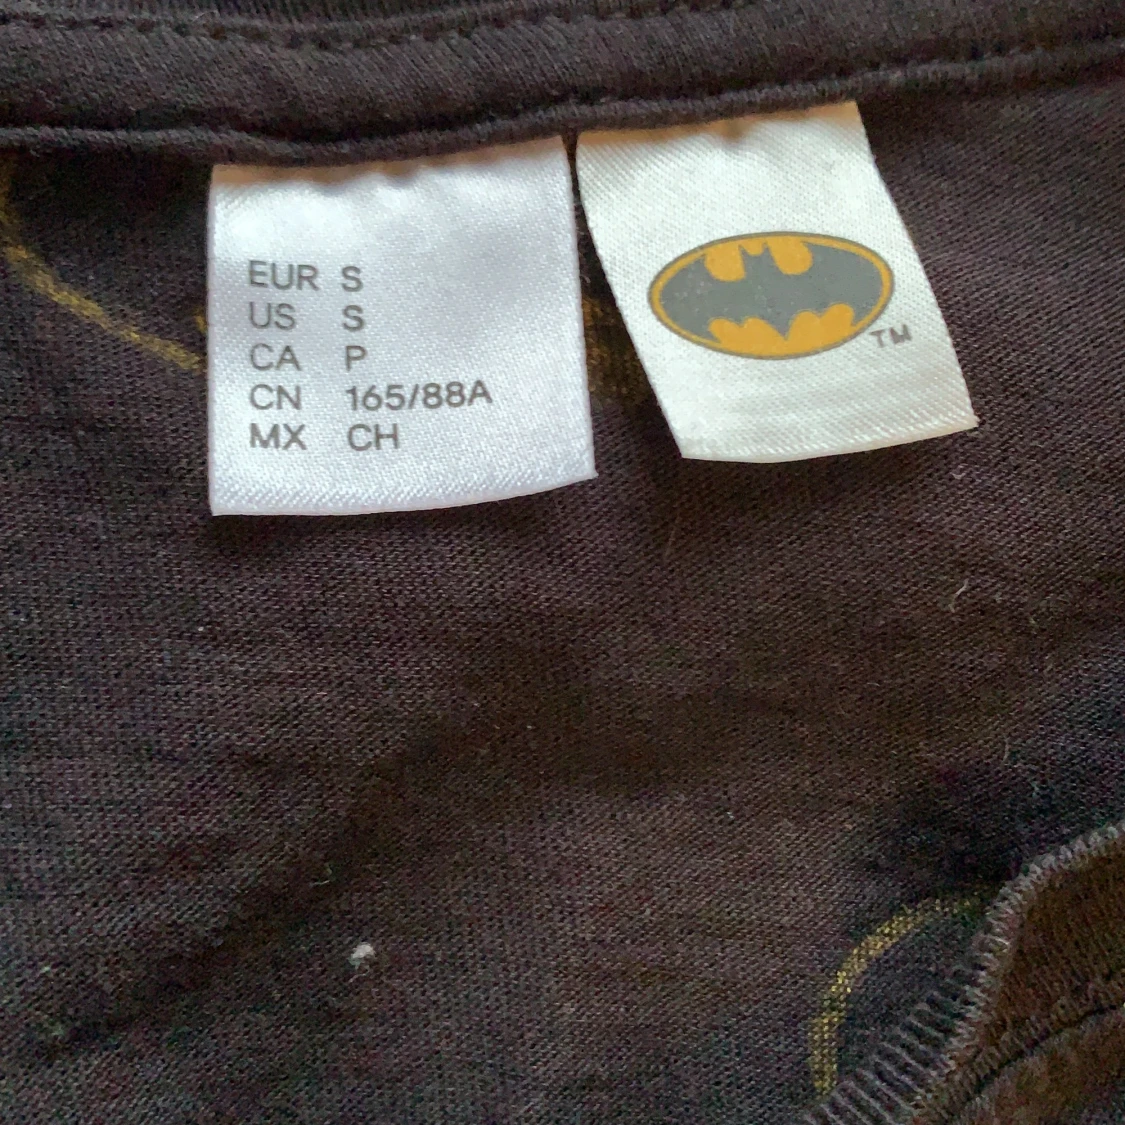 EUR S
US S
CA P
CN 165/88A
MX CH
TM